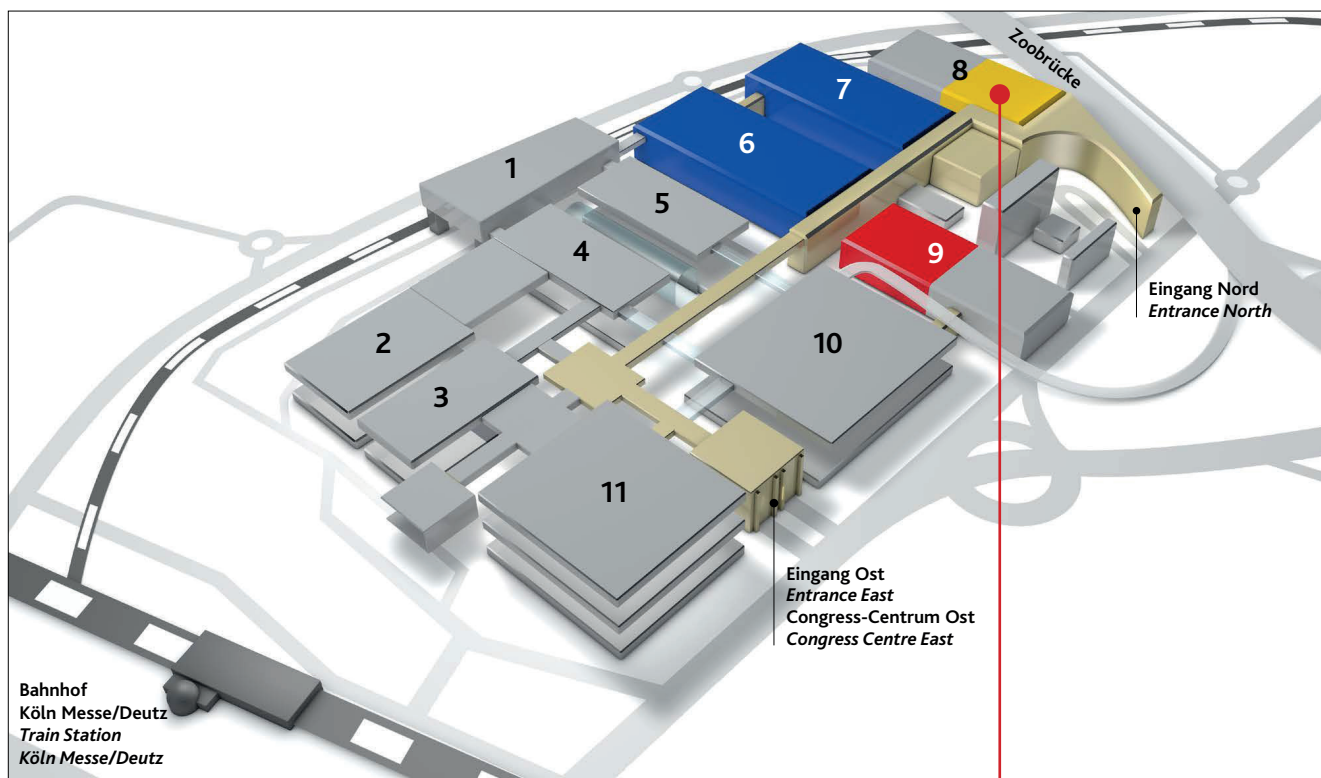 Zoobrücke
8
7
6
1
5
4
9
Eingang Nord
Entrance North
2
10
3
11
Eingang Ost
Entrance East
Congress-Centrum Ost
Congress Centre East
Bahnhof
Köln Messe/Deutz
Train Station
Köln Messe/Deutz